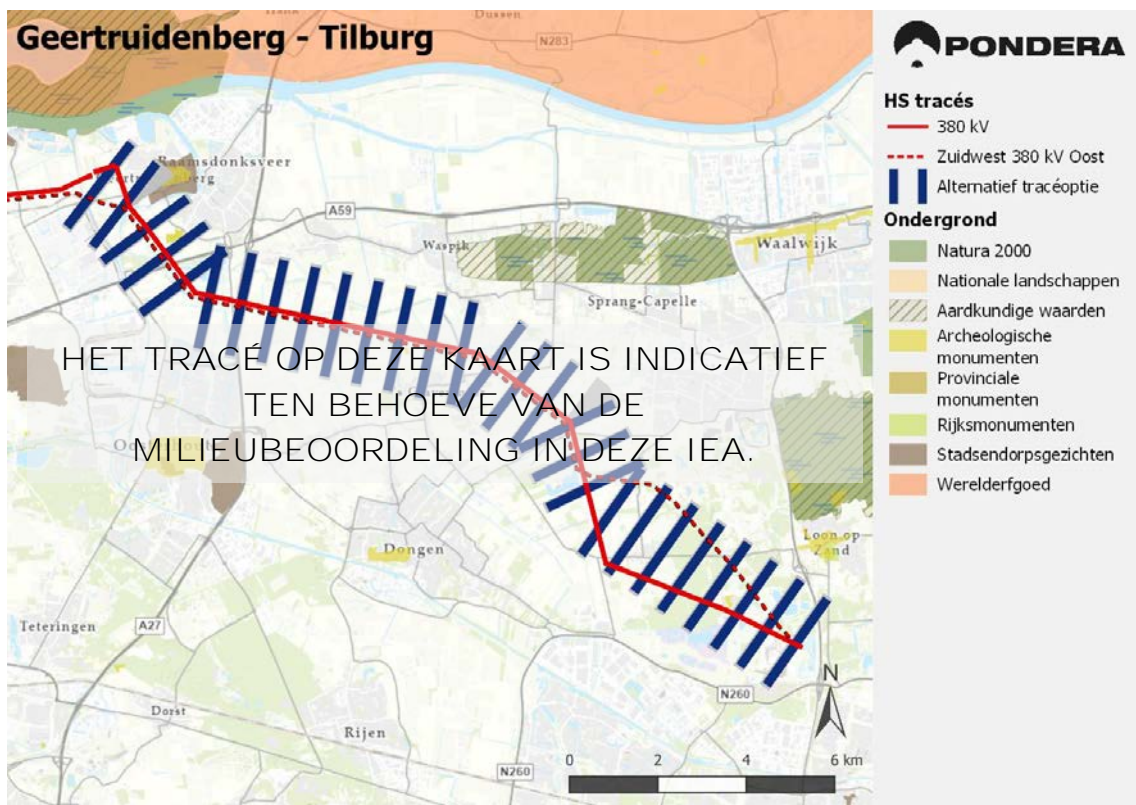 Geertruidenberg - Tilburg
Dussen
N283
Raamsdonksveer
A59
Waspik
Waalwijk
Sprang-Capelle
HET TRACÉ OP DEZE KAART IS INDICATIEF
TEN BEHOEVE VAN DE
MILIEUBEOORDELING IN DEZE IEA.
Dongen
Loon op
Zand
Teteringen
A27
N260
Dorst
Rijen
N260
N
0 2 4 6 km
PONDERA
HS tracés
380 kV
Zuidwest 380 kV Oost
Alternatief tracéoptie
Ondergrond
Natura 2000
Nationale landschappen
Aardkundige waarden
Archeologische
monumenten
Provinciale
monumenten
Rijksmonumenten
Stadsendorpsgezichten
Werelderfgoed